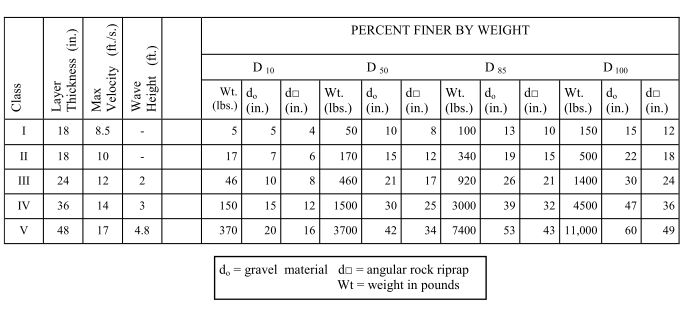 PERCENT FINER BY WEIGHT
Class
Layer
Thickness (in.)
Max
Velocity (ft./s.)
Wave
Height (ft.)
D 10 D 50 D 85 D 100
Wt. dₒ d□ Wt. dₒ d□ Wt. dₒ d□ Wt. dₒ d□
(lbs.) (in.) (in.) (lbs.) (in.) (in.) (lbs.) (in.) (in.) (lbs.) (in.) (in.)
I 18 8.5 - 5 5 4 50 10 8 100 13 10 150 15 12
II 18 10 - 17 7 6 170 15 12 340 19 15 500 22 18
III 24 12 2 46 10 8 460 21 17 920 26 21 1400 30 24
IV 36 14 3 150 15 12 1500 30 25 3000 39 32 4500 47 36
V 48 17 4.8 370 20 16 3700 42 34 7400 53 43 11,000 60 49
dₒ = gravel material d□ = angular rock riprap
Wt = weight in pounds